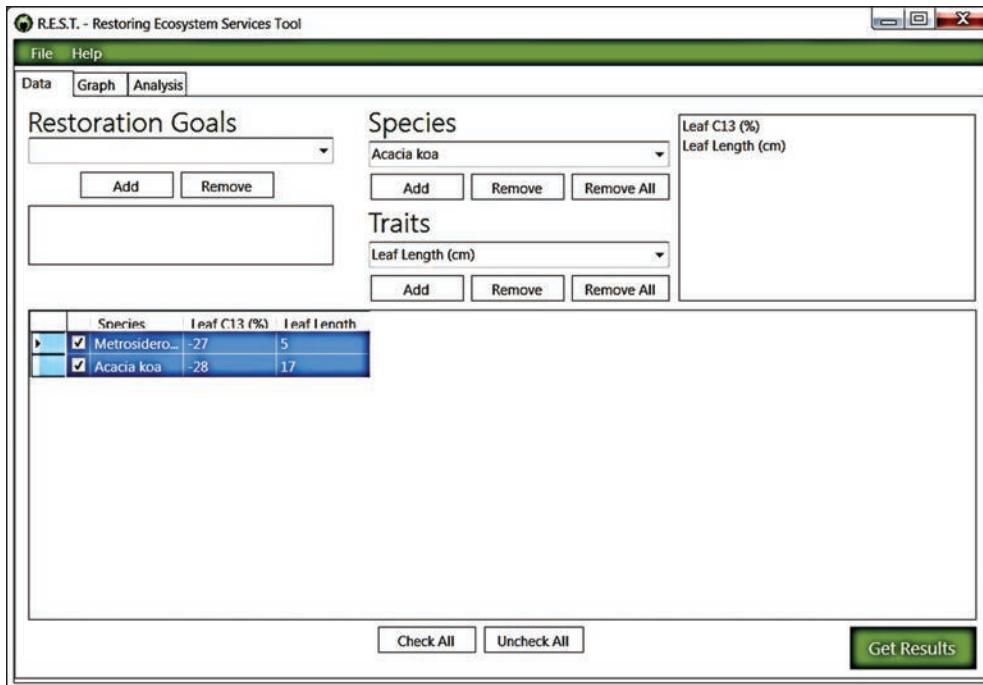 R.E.S.T. - Restoring Ecosystem Services Tool
File Help
Data Graph Analysis
Restoration Goals
Add Remove
Species
Acacia koa
Add Remove Remove All
Traits
Leaf Length (cm)
Add Remove Remove All
Leaf C13 (%)
Leaf Length (cm)
Species Leaf C13 (%) Leaf Length
Metrosidero... -27 5
Acacia koa -28 17
Check All Uncheck All
Get Results